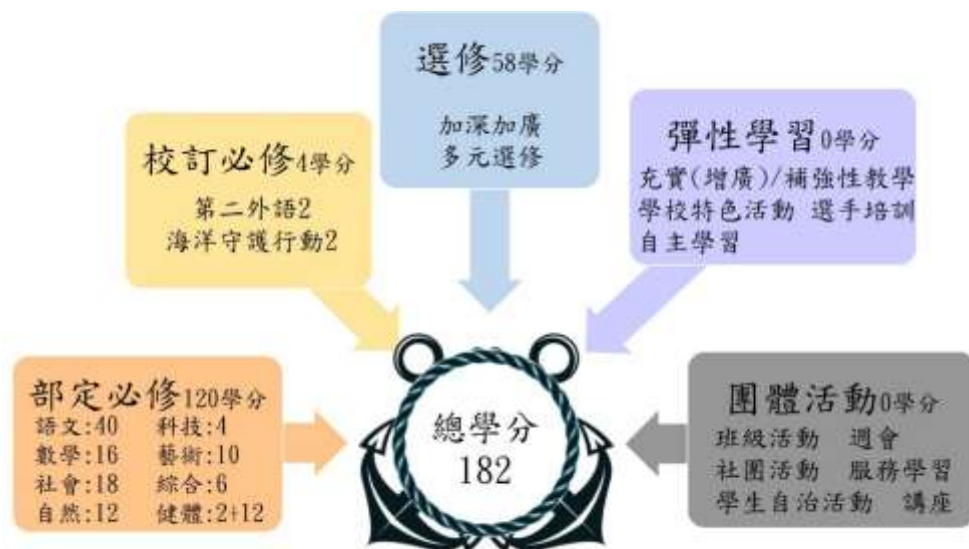 選修58學分
加深加廣
多元選修
校訂必修4學分
第二外語2
海洋守護行動2
彈性學習0學分
充實(增廣)/補強性教學
學校特色活動 選手培訓
自主學習
部定必修120學分
語文:40 科技:4
數學:16 藝術:10
社會:18 綜合:6
自然:12 健體:2+12
總學分
182
團體活動0學分
班級活動 週會
社團活動 服務學習
學生自治活動 講座